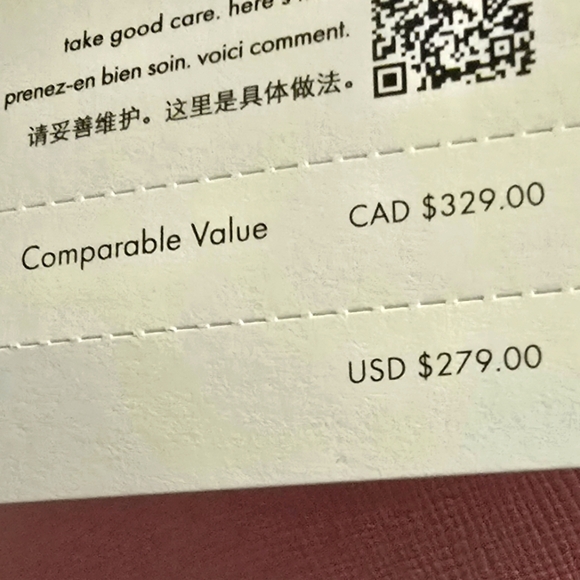 take good care. here's
prenez-en bien soin. voici comment.
请妥善维护。这里是具体做法。
Comparable Value CAD $329.00
USD $279.00